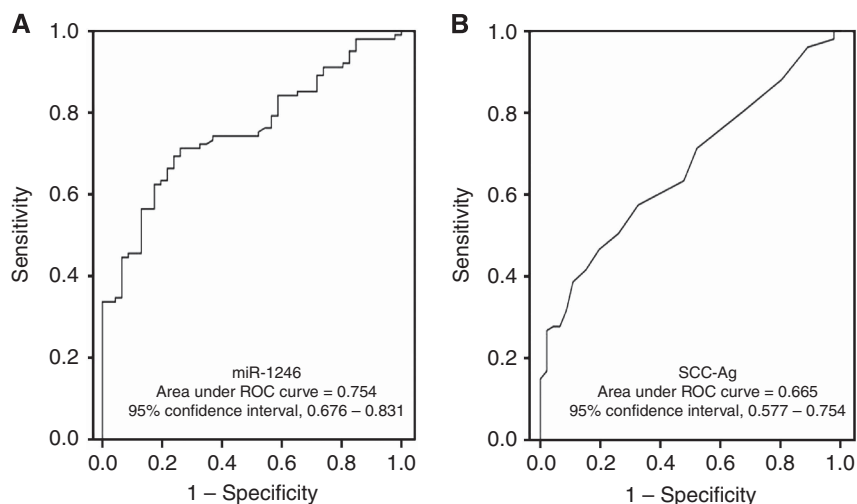 A
1.0
0.8
0.6
0.4
0.2
0.0
Sensitivity
miR-1246
Area under ROC curve = 0.754
95% confidence interval, 0.676 – 0.831
0.0 0.2 0.4 0.6 0.8 1.0
1 – Specificity
B
1.0
0.8
0.6
0.4
0.2
0.0
Sensitivity
SCC-Ag
Area under ROC curve = 0.665
95% confidence interval, 0.577 – 0.754
0.0 0.2 0.4 0.6 0.8 1.0
1 – Specificity